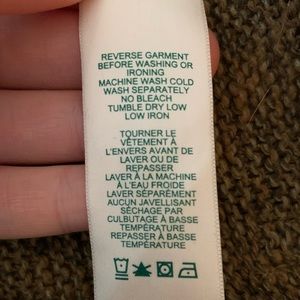 REVERSE GARMENT
BEFORE WASHING OR
IRONING
MACHINE WASH COLD
WASH SEPARATELY
NO BLEACH
TUMBLE DRY LOW
LOW IRON
TOURNER LE
VÊTEMENT À
L'ENVERS AVANT DE
LAVER OU DE
REPASSER
LAVER À LA MACHINE
À L'EAU FROIDE
LAVER SÉPARÉMENT
AUCUN JAVELLISANT
SÉCHAGE PAR
CULBUTAGE À BASSE
TEMPÉRATURE
REPASSER À BASSE
TEMPÉRATURE